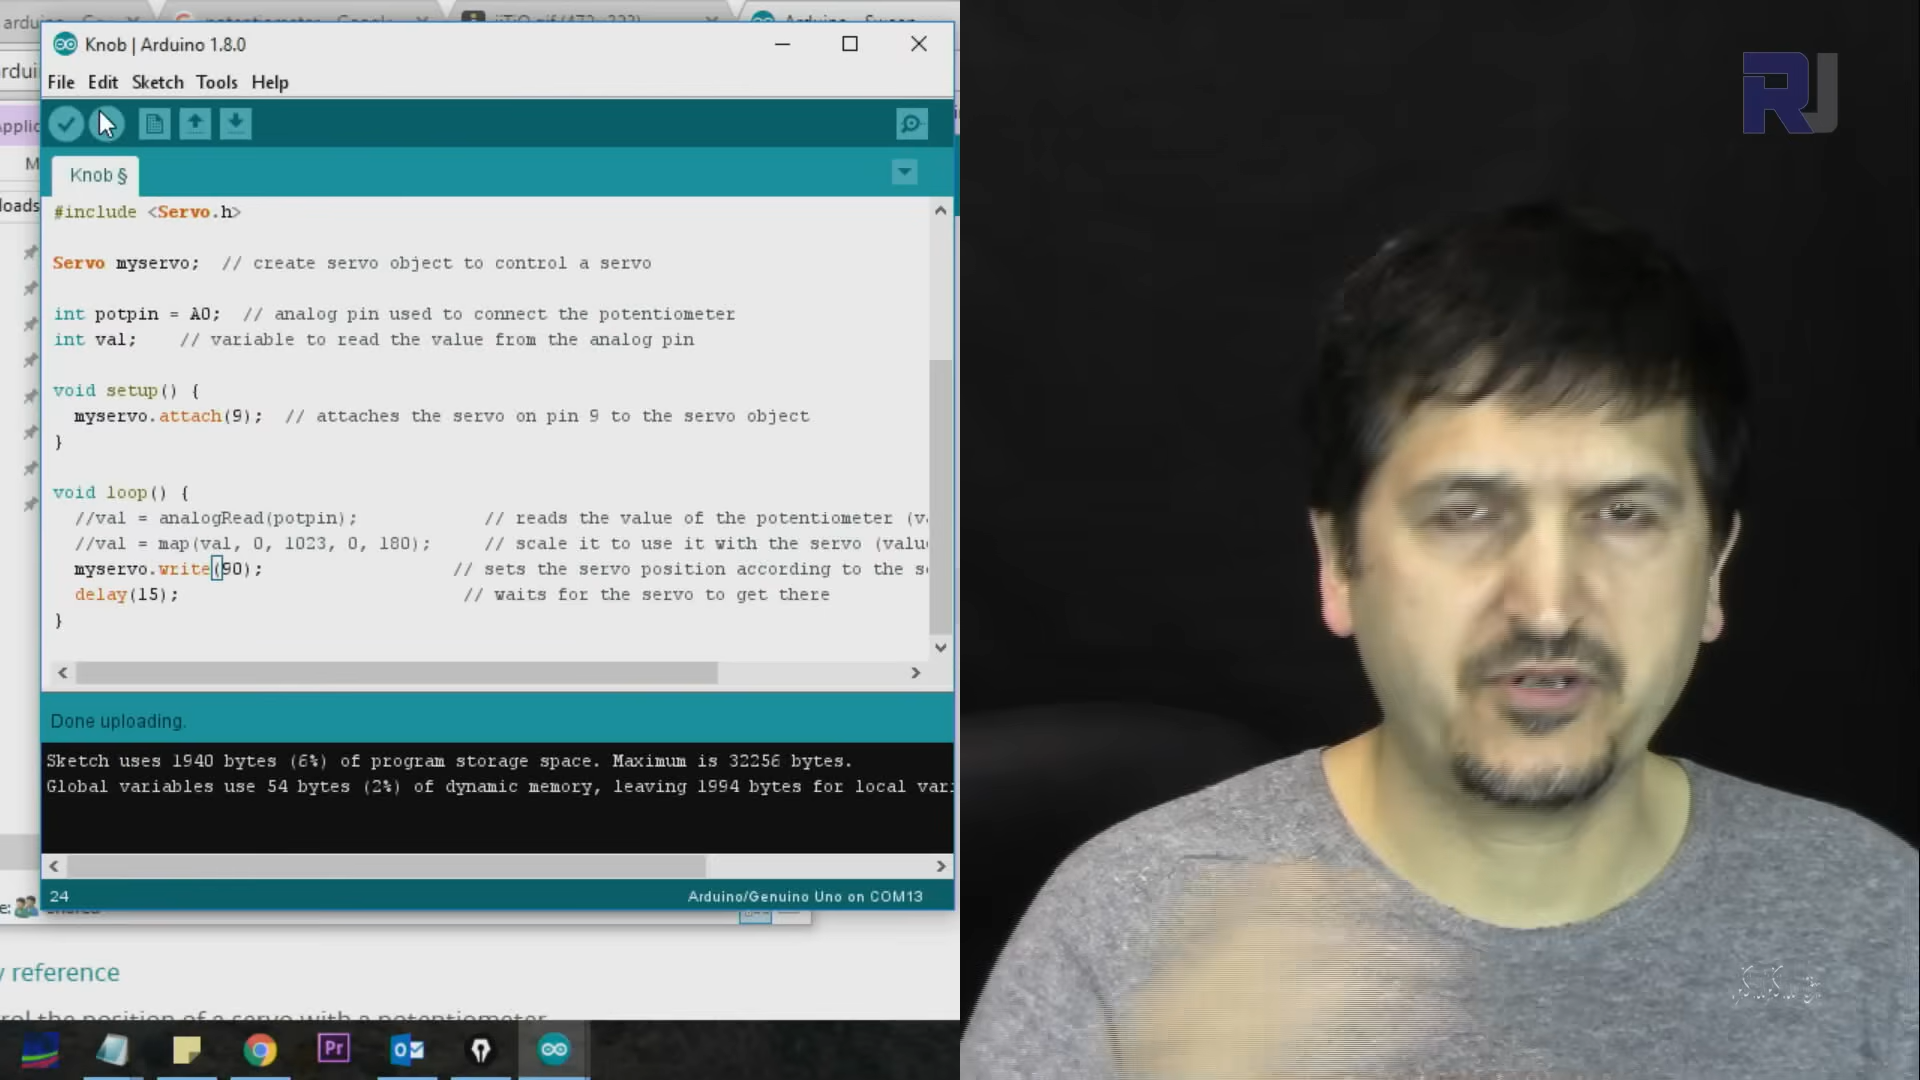 Knob | Arduino 1.8.0
File Edit Sketch Tools Help
Knob §
#include <Servo.h>
Servo myservo;  // create servo object to control a servo
int potpin = A0;  // analog pin used to connect the potentiometer
int val;    // variable to read the value from the analog pin
void setup() {
  myservo.attach(9);  // attaches the servo on pin 9 to the servo object
}
void loop() {
  //val = analogRead(potpin);            // reads the value of the potentiometer (v
  //val = map(val, 0, 1023, 0, 180);     // scale it to use it with the servo (valu
  myservo.write(90);                  // sets the servo position according to the s
  delay(15);                           // waits for the servo to get there
}
Done uploading.
Sketch uses 1940 bytes (6%) of program storage space. Maximum is 32256 bytes.
Global variables use 54 bytes (2%) of dynamic memory, leaving 1994 bytes for local var
24
Arduino/Genuino Uno on COM13
y reference
Pr
RJ